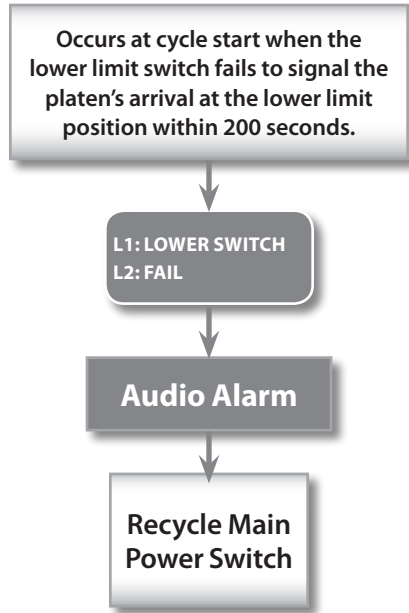 Occurs at cycle start when the
lower limit switch fails to signal the
platen’s arrival at the lower limit
position within 200 seconds.
L1: LOWER SWITCH
L2: FAIL
Audio Alarm
Recycle Main
Power Switch